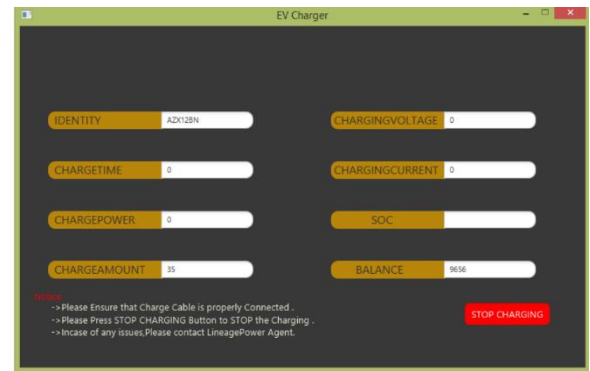 EV Charger
IDENTITY AZX12BN CHARGINGVOLTAGE 0
CHARGETIME 0 CHARGINGCURRENT 0
CHARGEPOWER 0 SOC
CHARGEAMOUNT 35 BALANCE 9656
Notice
->Please Ensure that Charge Cable is properly Connected .
->Please Press STOP CHARGING Button to STOP the Charging .
->Incase of any issues,Please contact LineagePower Agent.
STOP CHARGING